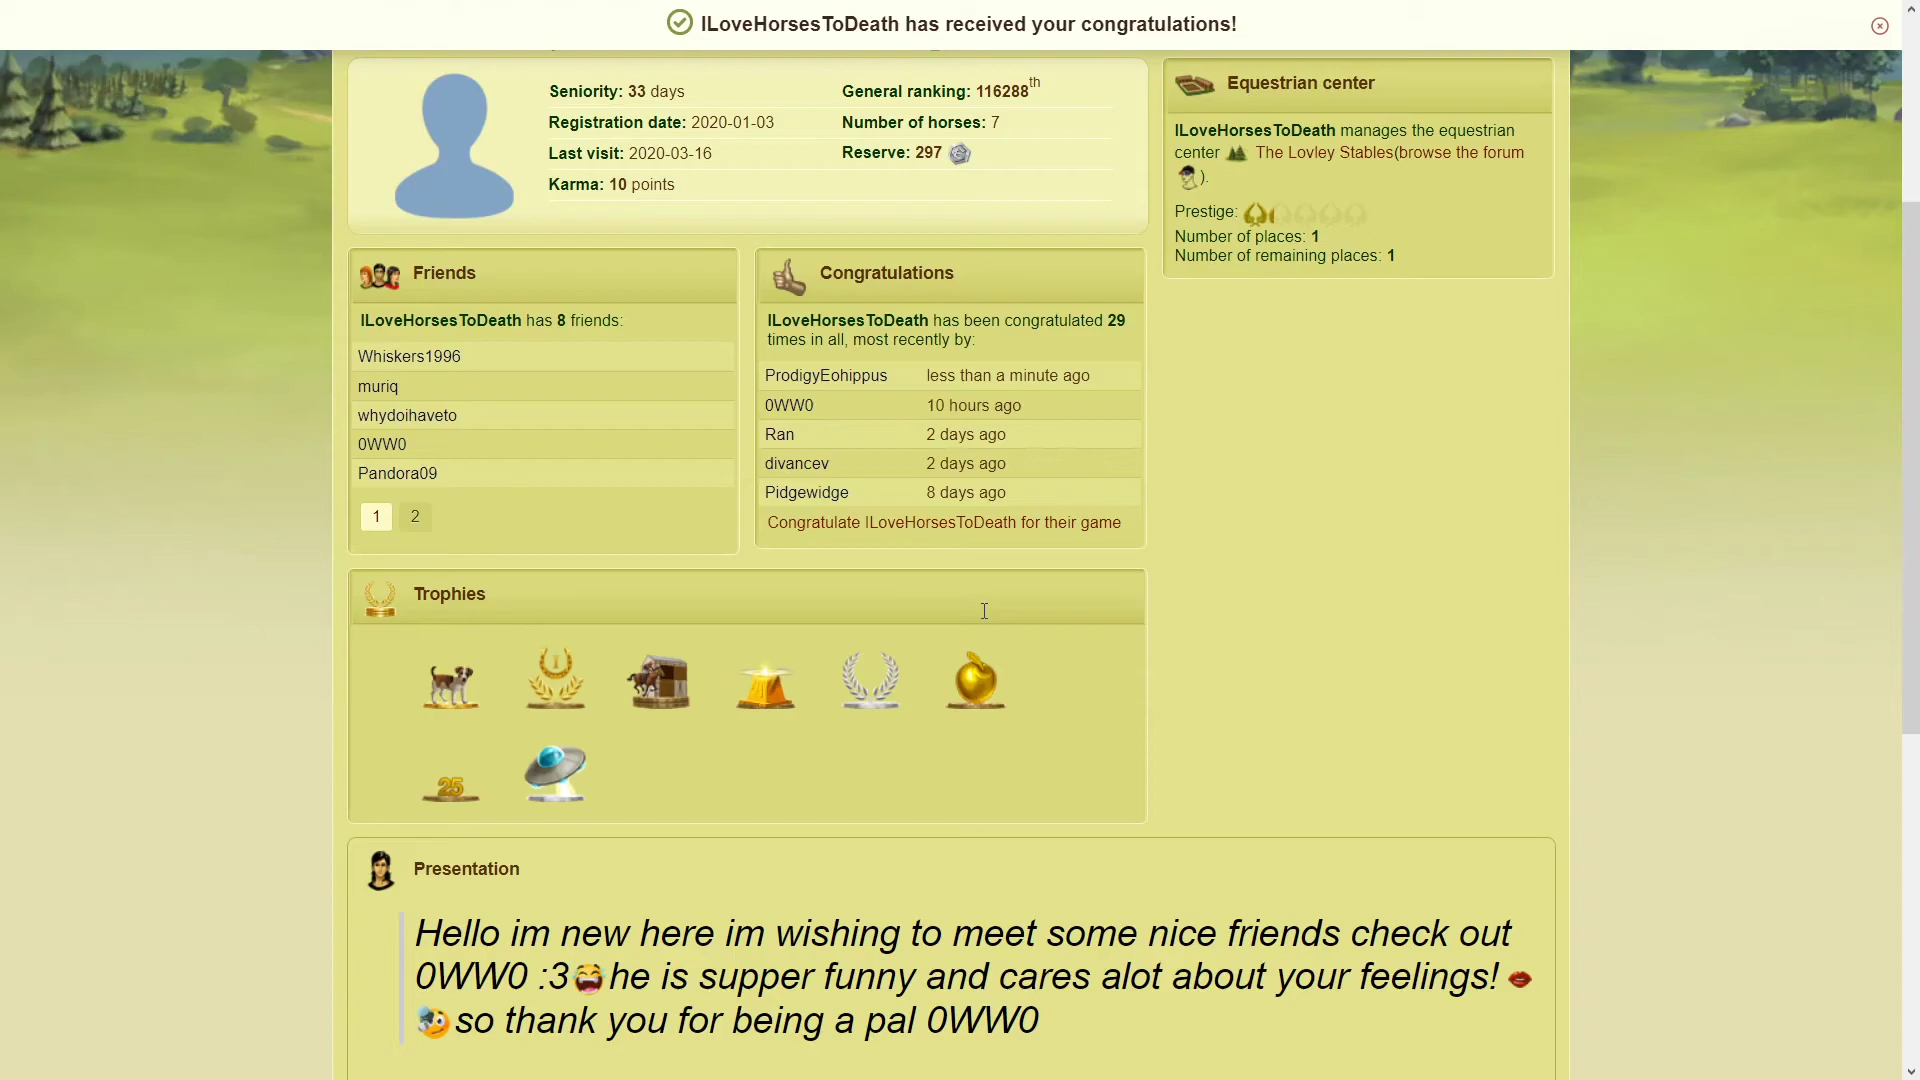 ILoveHorsesToDeath has received your congratulations!
Seniority: 33 days
Registration date: 2020-01-03
Last visit: 2020-03-16
Karma: 10 points
General ranking: 116288th
Number of horses: 7
Reserve: 297
Equestrian center
ILoveHorsesToDeath manages the equestrian
center The Lovley Stables(browse the forum
).
Prestige:
Number of places: 1
Number of remaining places: 1
Friends
ILoveHorsesToDeath has 8 friends:
Whiskers1996
muriq
whydoihaveto
0WW0
Pandora09
1 2
Congratulations
ILoveHorsesToDeath has been congratulated 29
times in all, most recently by:
ProdigyEohippus less than a minute ago
0WW0 10 hours ago
Ran 2 days ago
divancev 2 days ago
Pidgewidge 8 days ago
Congratulate ILoveHorsesToDeath for their game
Trophies
25
Presentation
Hello im new here im wishing to meet some nice friends check out
0WW0 :3😂he is supper funny and cares alot about your feelings!
so thank you for being a pal 0WW0